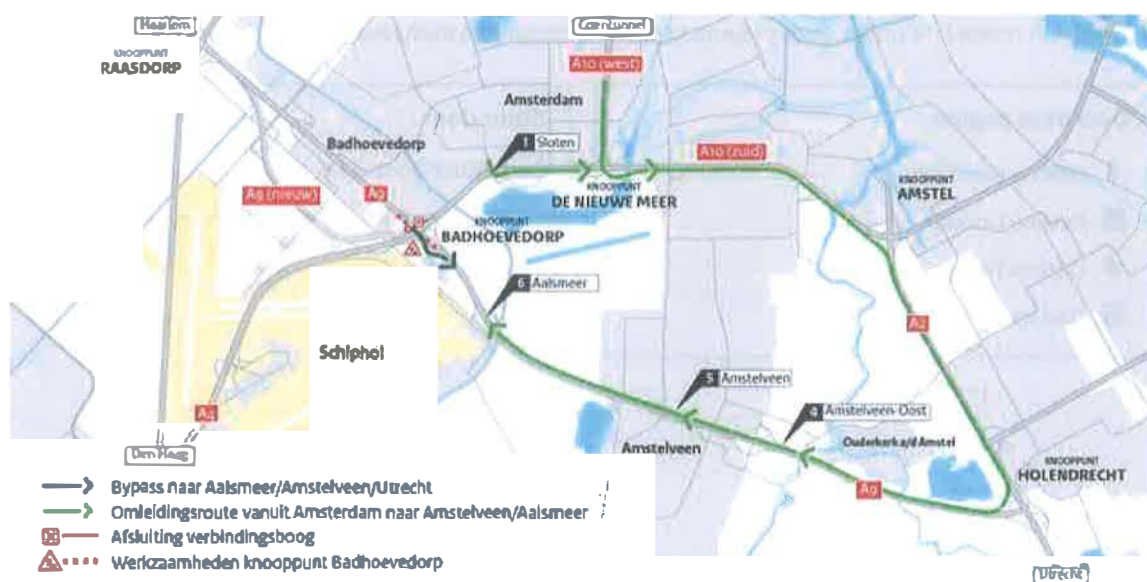 Haarlem
Coentunnel
KNOOPPUNT
RAASDORP
A10 (west)
Amsterdam
Badhoevedorp
1 Sloten
A10 (zuid)
A9 (nieuw)
A9
KNOOPPUNT
DE NIEUWE MEER
KNOOPPUNT
AMSTEL
KNOOPPUNT
BADHOEVEDORP
6 Aalsmeer
A2
Schiphol
5 Amstelveen
A4
4 Amstelveen-Oost
Amstelveen
Ouderkerk a/d Amstel
Den Haag
KNOOPPUNT
HOLENDRECHT
A9
Bypass naar Aalsmeer/Amstelveen/Utrecht
Omleidingsroute vanuit Amsterdam naar Amstelveen/Aalsmeer
Afsluiting verbindingsboog
Werkzaamheden knooppunt Badhoevedorp
Utrecht